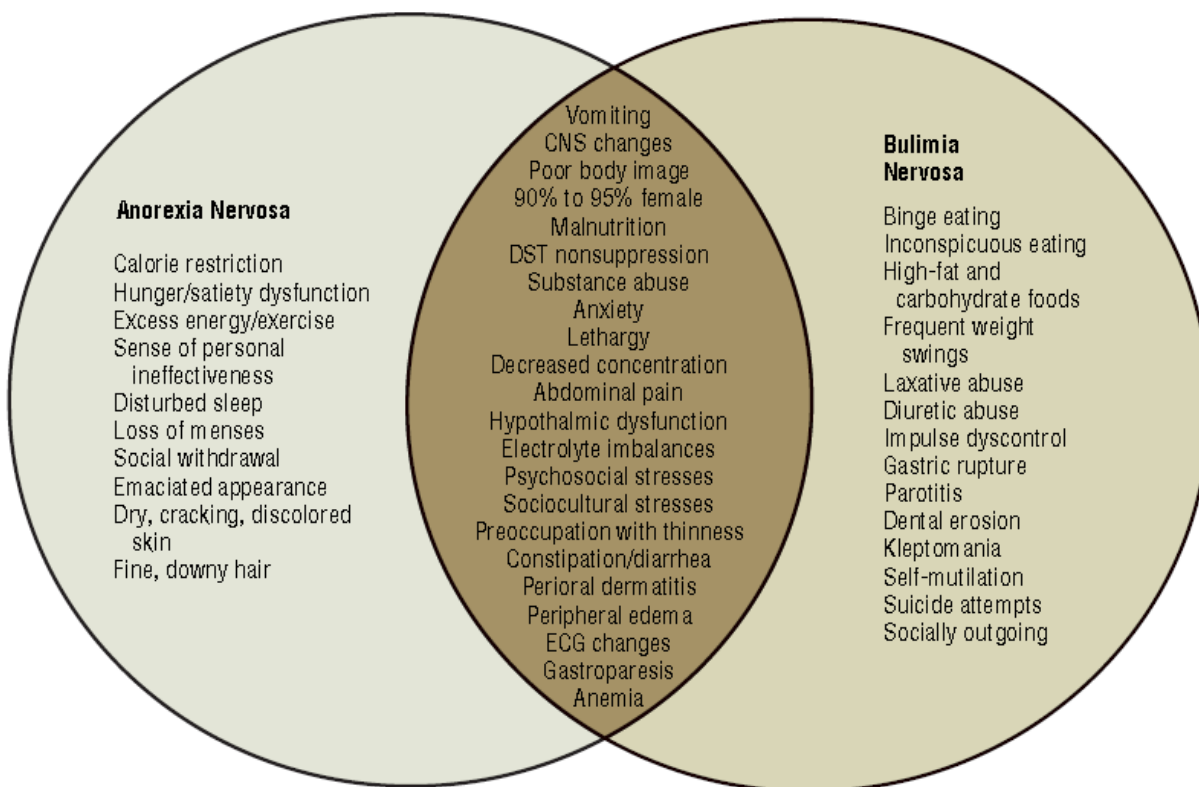 Anorexia Nervosa
Calorie restriction
Hunger/satiety dysfunction
Excess energy/exercise
Sense of personal
ineffectiveness
Disturbed sleep
Loss of menses
Social withdrawal
Emaciated appearance
Dry, cracking, discolored
skin
Fine, downy hair
Vomiting
CNS changes
Poor body image
90% to 95% female
Malnutrition
DST nonsuppression
Substance abuse
Anxiety
Lethargy
Decreased concentration
Abdominal pain
Hypothalmic dysfunction
Electrolyte imbalances
Psychosocial stresses
Sociocultural stresses
Preoccupation with thinness
Constipation/diarrhea
Perioral dermatitis
Peripheral edema
ECG changes
Gastroparesis
Anemia
Bulimia
Nervosa
Binge eating
Inconspicuous eating
High-fat and
carbohydrate foods
Frequent weight
swings
Laxative abuse
Diuretic abuse
Impulse dyscontrol
Gastric rupture
Parotitis
Dental erosion
Kleptomania
Self-mutilation
Suicide attempts
Socially outgoing